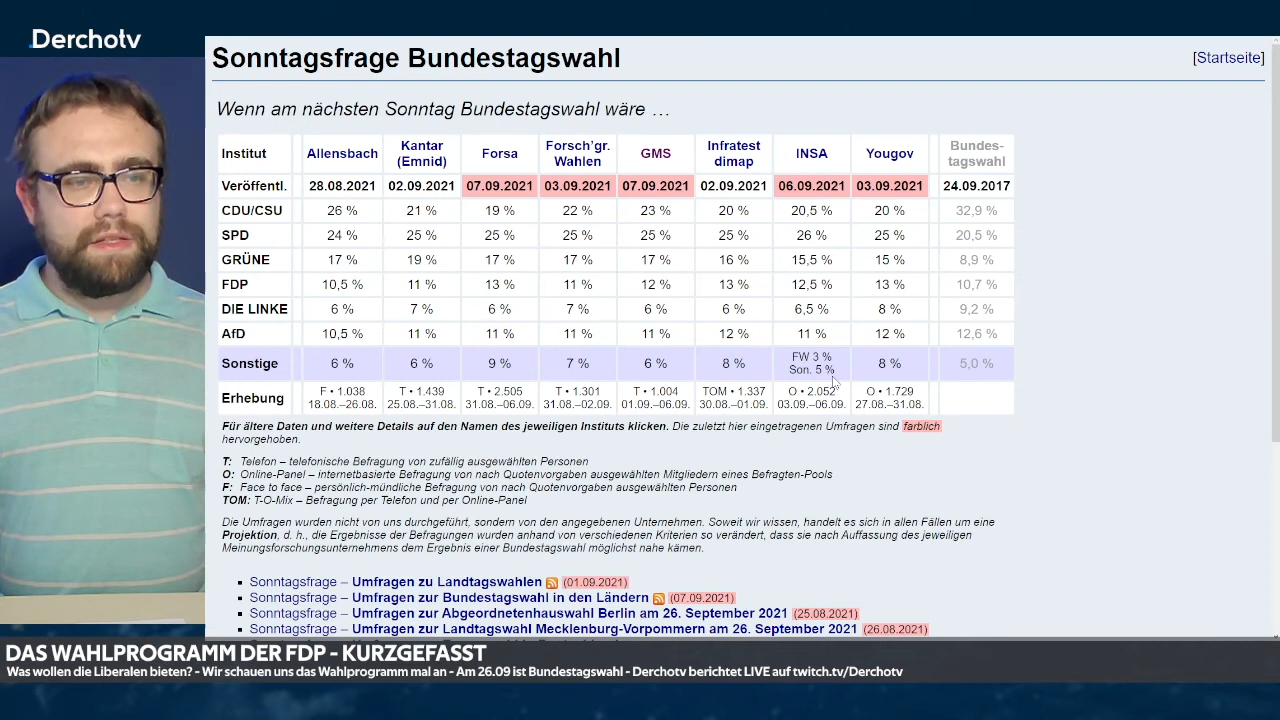 Derchotv
Sonntagsfrage Bundestagswahl
[Startseite]
Wenn am nächsten Sonntag Bundestagswahl wäre …
Institut Allensbach Kantar (Emnid) Forsa Forsch'gr. Wahlen GMS Infratest dimap INSA Yougov Bundes-tagswahl
Veröffentl. 28.08.2021 02.09.2021 07.09.2021 03.09.2021 07.09.2021 02.09.2021 06.09.2021 03.09.2021 24.09.2017
CDU/CSU 26 % 21 % 19 % 22 % 23 % 20 % 20,5 % 20 % 32,9 %
SPD 24 % 25 % 25 % 25 % 25 % 25 % 26 % 25 % 20,5 %
GRÜNE 17 % 19 % 17 % 17 % 17 % 16 % 15,5 % 15 % 8,9 %
FDP 10,5 % 11 % 13 % 11 % 12 % 13 % 12,5 % 13 % 10,7 %
DIE LINKE 6 % 7 % 6 % 7 % 6 % 6 % 6,5 % 8 % 9,2 %
AfD 10,5 % 11 % 11 % 11 % 11 % 12 % 11 % 12 % 12,6 %
Sonstige 6 % 6 % 9 % 7 % 6 % 8 % FW 3 % Son. 5 % 8 % 5,0 %
Erhebung F • 1.038 18.08.–26.08. T • 1.439 25.08.–31.08. T • 2.505 31.08.–06.09. T • 1.301 31.08.–02.09. T • 1.004 01.09.–06.09. TOM • 1.337 30.08.–01.09. O • 2.052 03.09.–06.09. O • 1.729 27.08.–31.08.
Für ältere Daten und weitere Details auf den Namen des jeweiligen Instituts klicken. Die zuletzt hier eingetragenen Umfragen sind farblich
hervorgehoben.
T: Telefon – telefonische Befragung von zufällig ausgewählten Personen
O: Online-Panel – internetbasierte Befragung von nach Quotenvorgaben ausgewählten Mitgliedern eines Befragten-Pools
F: Face to face – persönlich-mündliche Befragung von nach Quotenvorgaben ausgewählten Personen
TOM: T-O-Mix – Befragung per Telefon und per Online-Panel
Die Umfragen wurden nicht von uns durchgeführt, sondern von den angegebenen Unternehmen. Soweit wir wissen, handelt es sich in allen Fällen um eine
Projektion, d. h., die Ergebnisse der Befragungen wurden anhand von verschiedenen Kriterien so verändert, dass sie nach Auffassung des jeweiligen
Meinungsforschungsunternehmens dem Ergebnis einer Bundestagswahl möglichst nahe kämen.
Sonntagsfrage – Umfragen zu Landtagswahlen (01.09.2021)
Sonntagsfrage – Umfragen zur Bundestagswahl in den Ländern (07.09.2021)
Sonntagsfrage – Umfragen zur Abgeordnetenhauswahl Berlin am 26. September 2021 (25.08.2021)
Sonntagsfrage – Umfragen zur Landtagswahl Mecklenburg-Vorpommern am 26. September 2021 (26.08.2021)
DAS WAHLPROGRAMM DER FDP - KURZGEFASST
Was wollen die Liberalen bieten? - Wir schauen uns das Wahlprogramm mal an - Am 26.09 ist Bundestagswahl - Derchotv berichtet LIVE auf twitch.tv/Derchotv